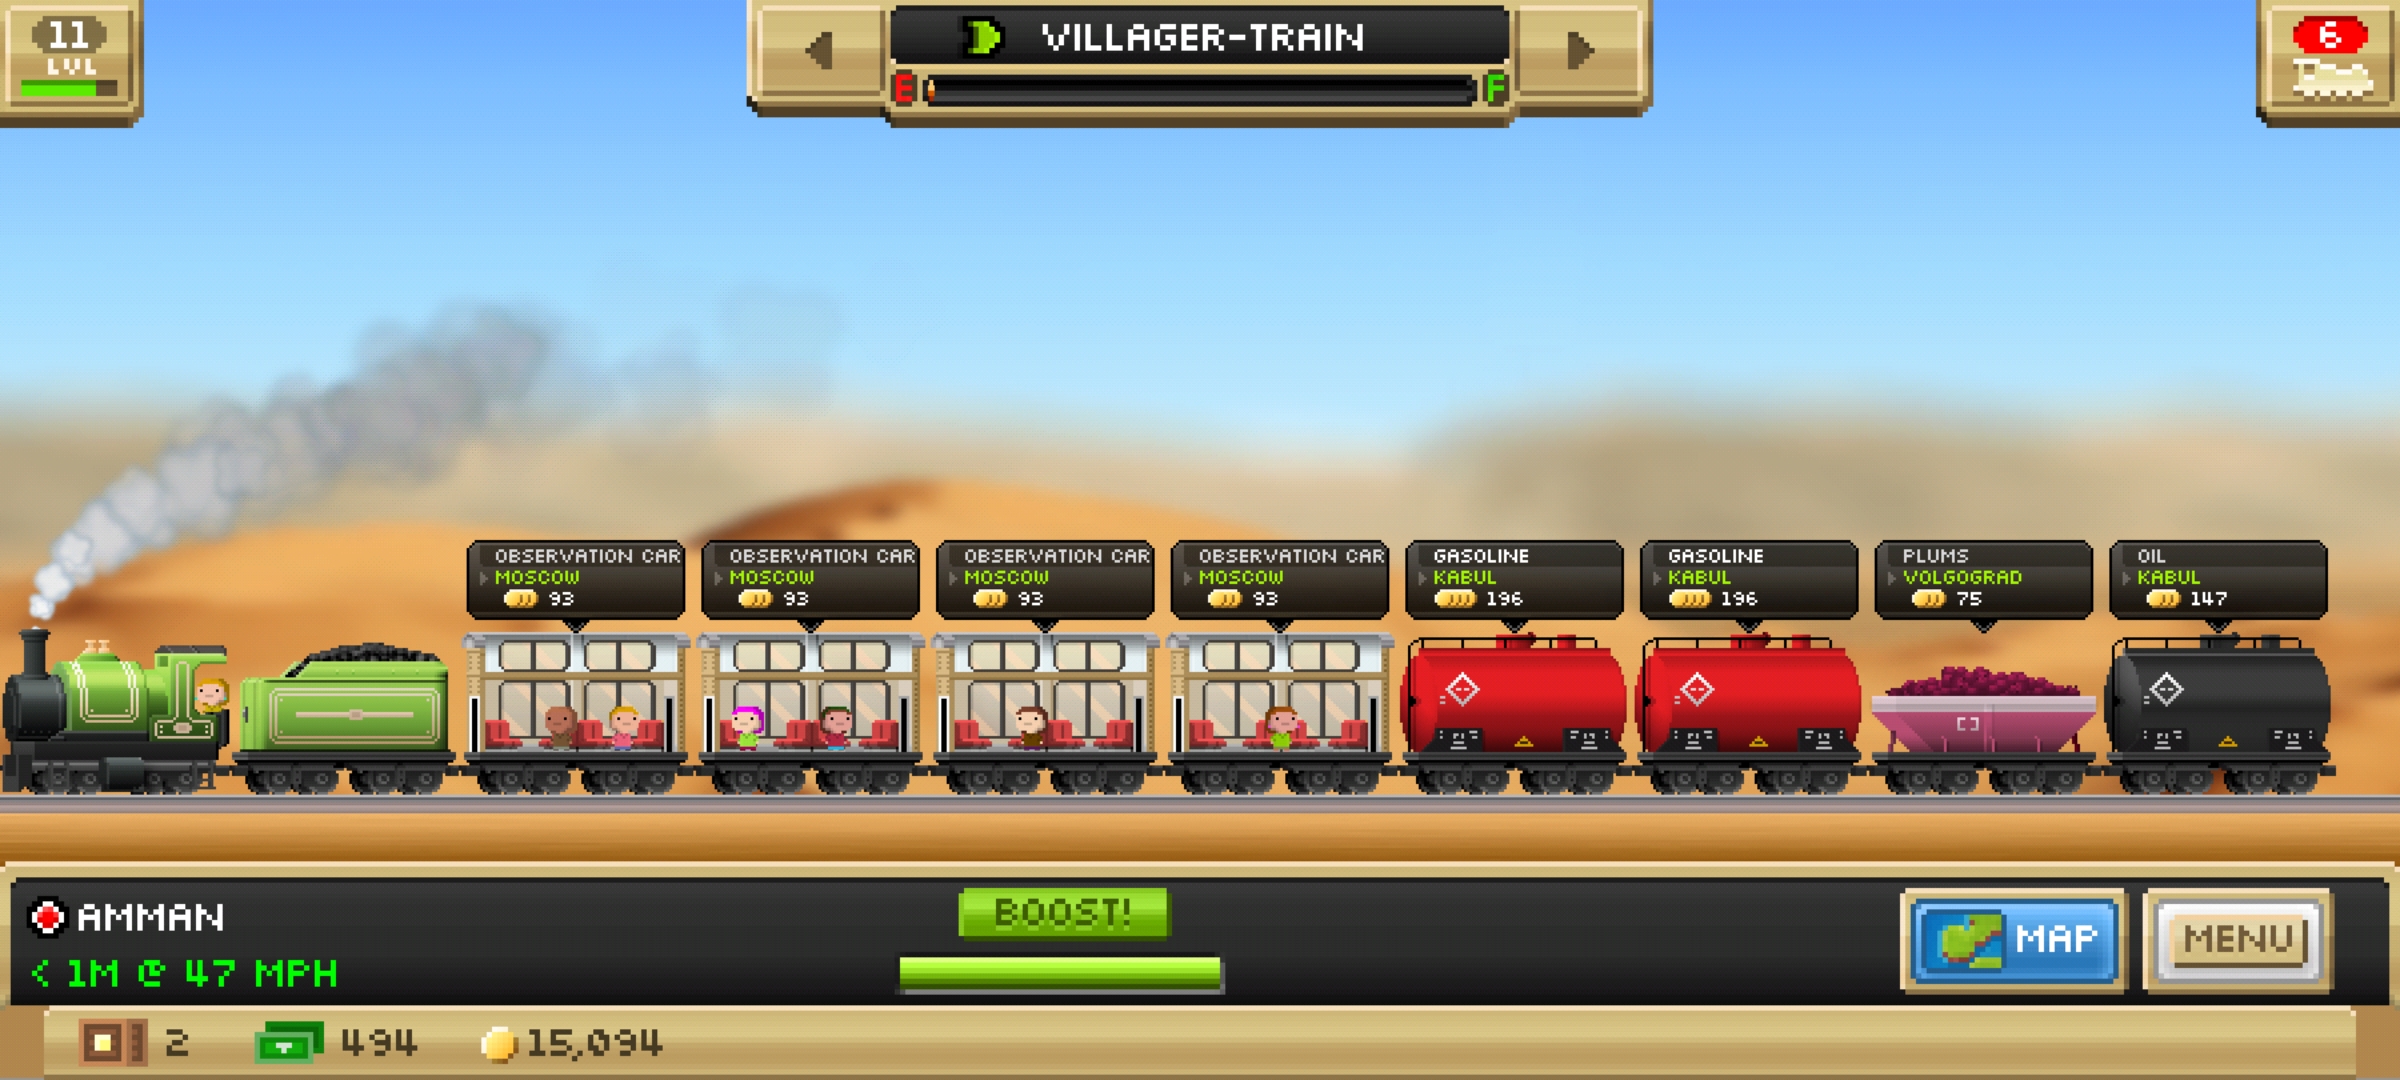 11
LVL
VILLAGER-TRAIN
E F
6
OBSERVATION CAR
MOSCOW
93
OBSERVATION CAR
MOSCOW
93
OBSERVATION CAR
MOSCOW
93
OBSERVATION CAR
MOSCOW
93
GASOLINE
KABUL
196
GASOLINE
KABUL
196
PLUMS
VOLGOGRAD
75
OIL
KABUL
147
AMMAN
< 1M @ 47 MPH
BOOST!
MAP
MENU
2
494
15,094